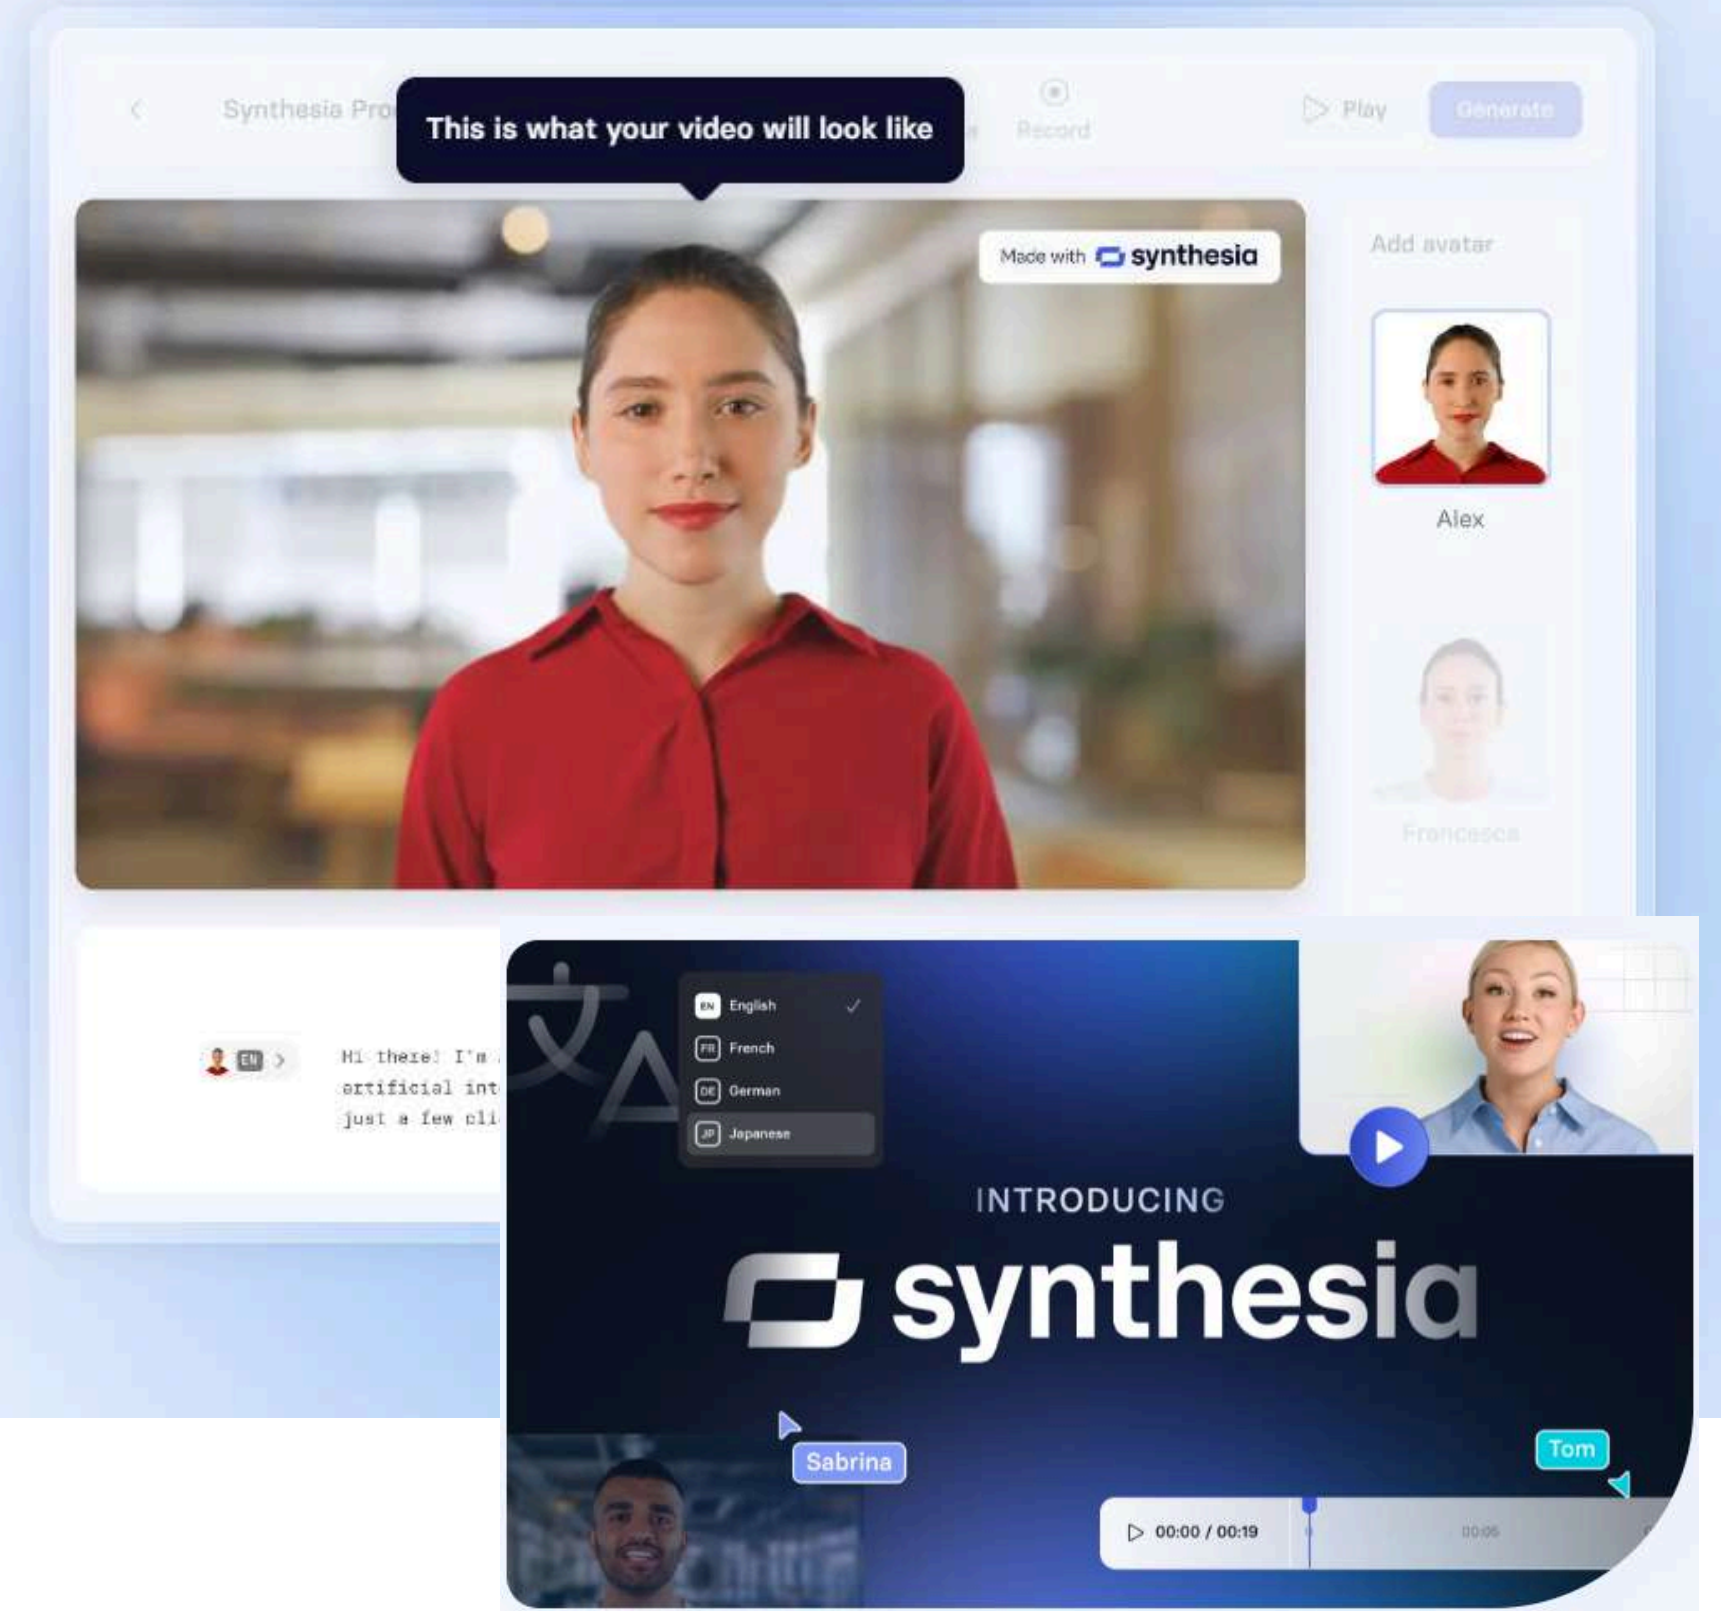 Synthesia Pro
This is what your video will look like
Record
Play
Generate
Made with synthesia
Add avatar
Alex
Francesca
EN
Hi there! I'm
artificial int
just a few cli
文A
EN English
FR French
DE German
JP Japanese
INTRODUCING
synthesia
Sabrina
Tom
00:00 / 00:19
00:05